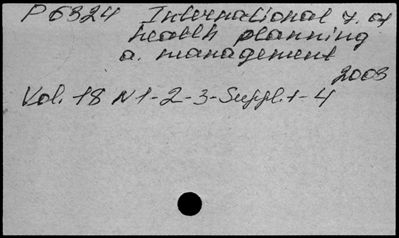 P6324 International j. of
health planning
a. management
2003
Vol. 18 N1-2-3-Suppl.1-4